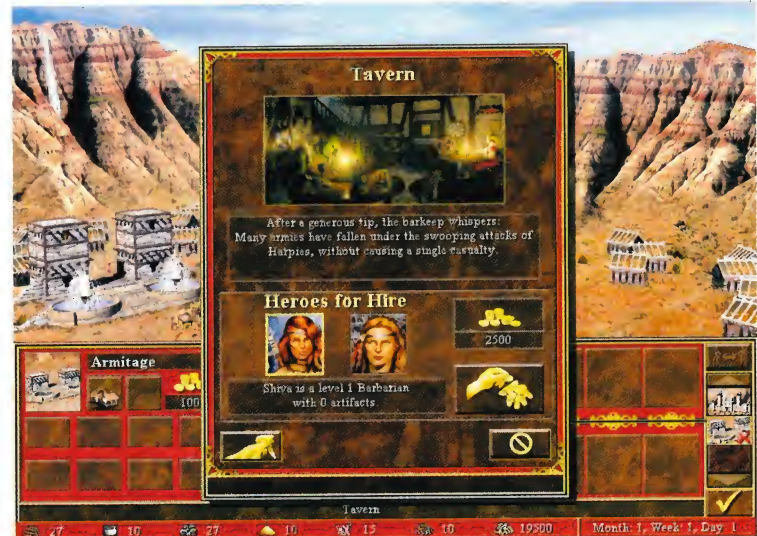 Tavern
After a generous tip, the barkeep whispers:
Many armies have fallen under the swooping attacks of
Harpies, without causing a single casualty.
Heroes for Hire
2500
Shiva is a level 1 Barbarian
with 0 artifacts
Armitage
100
Tavern
27 10 27 10 15 10 19500 Month: 1, Week: 1, Day: 1